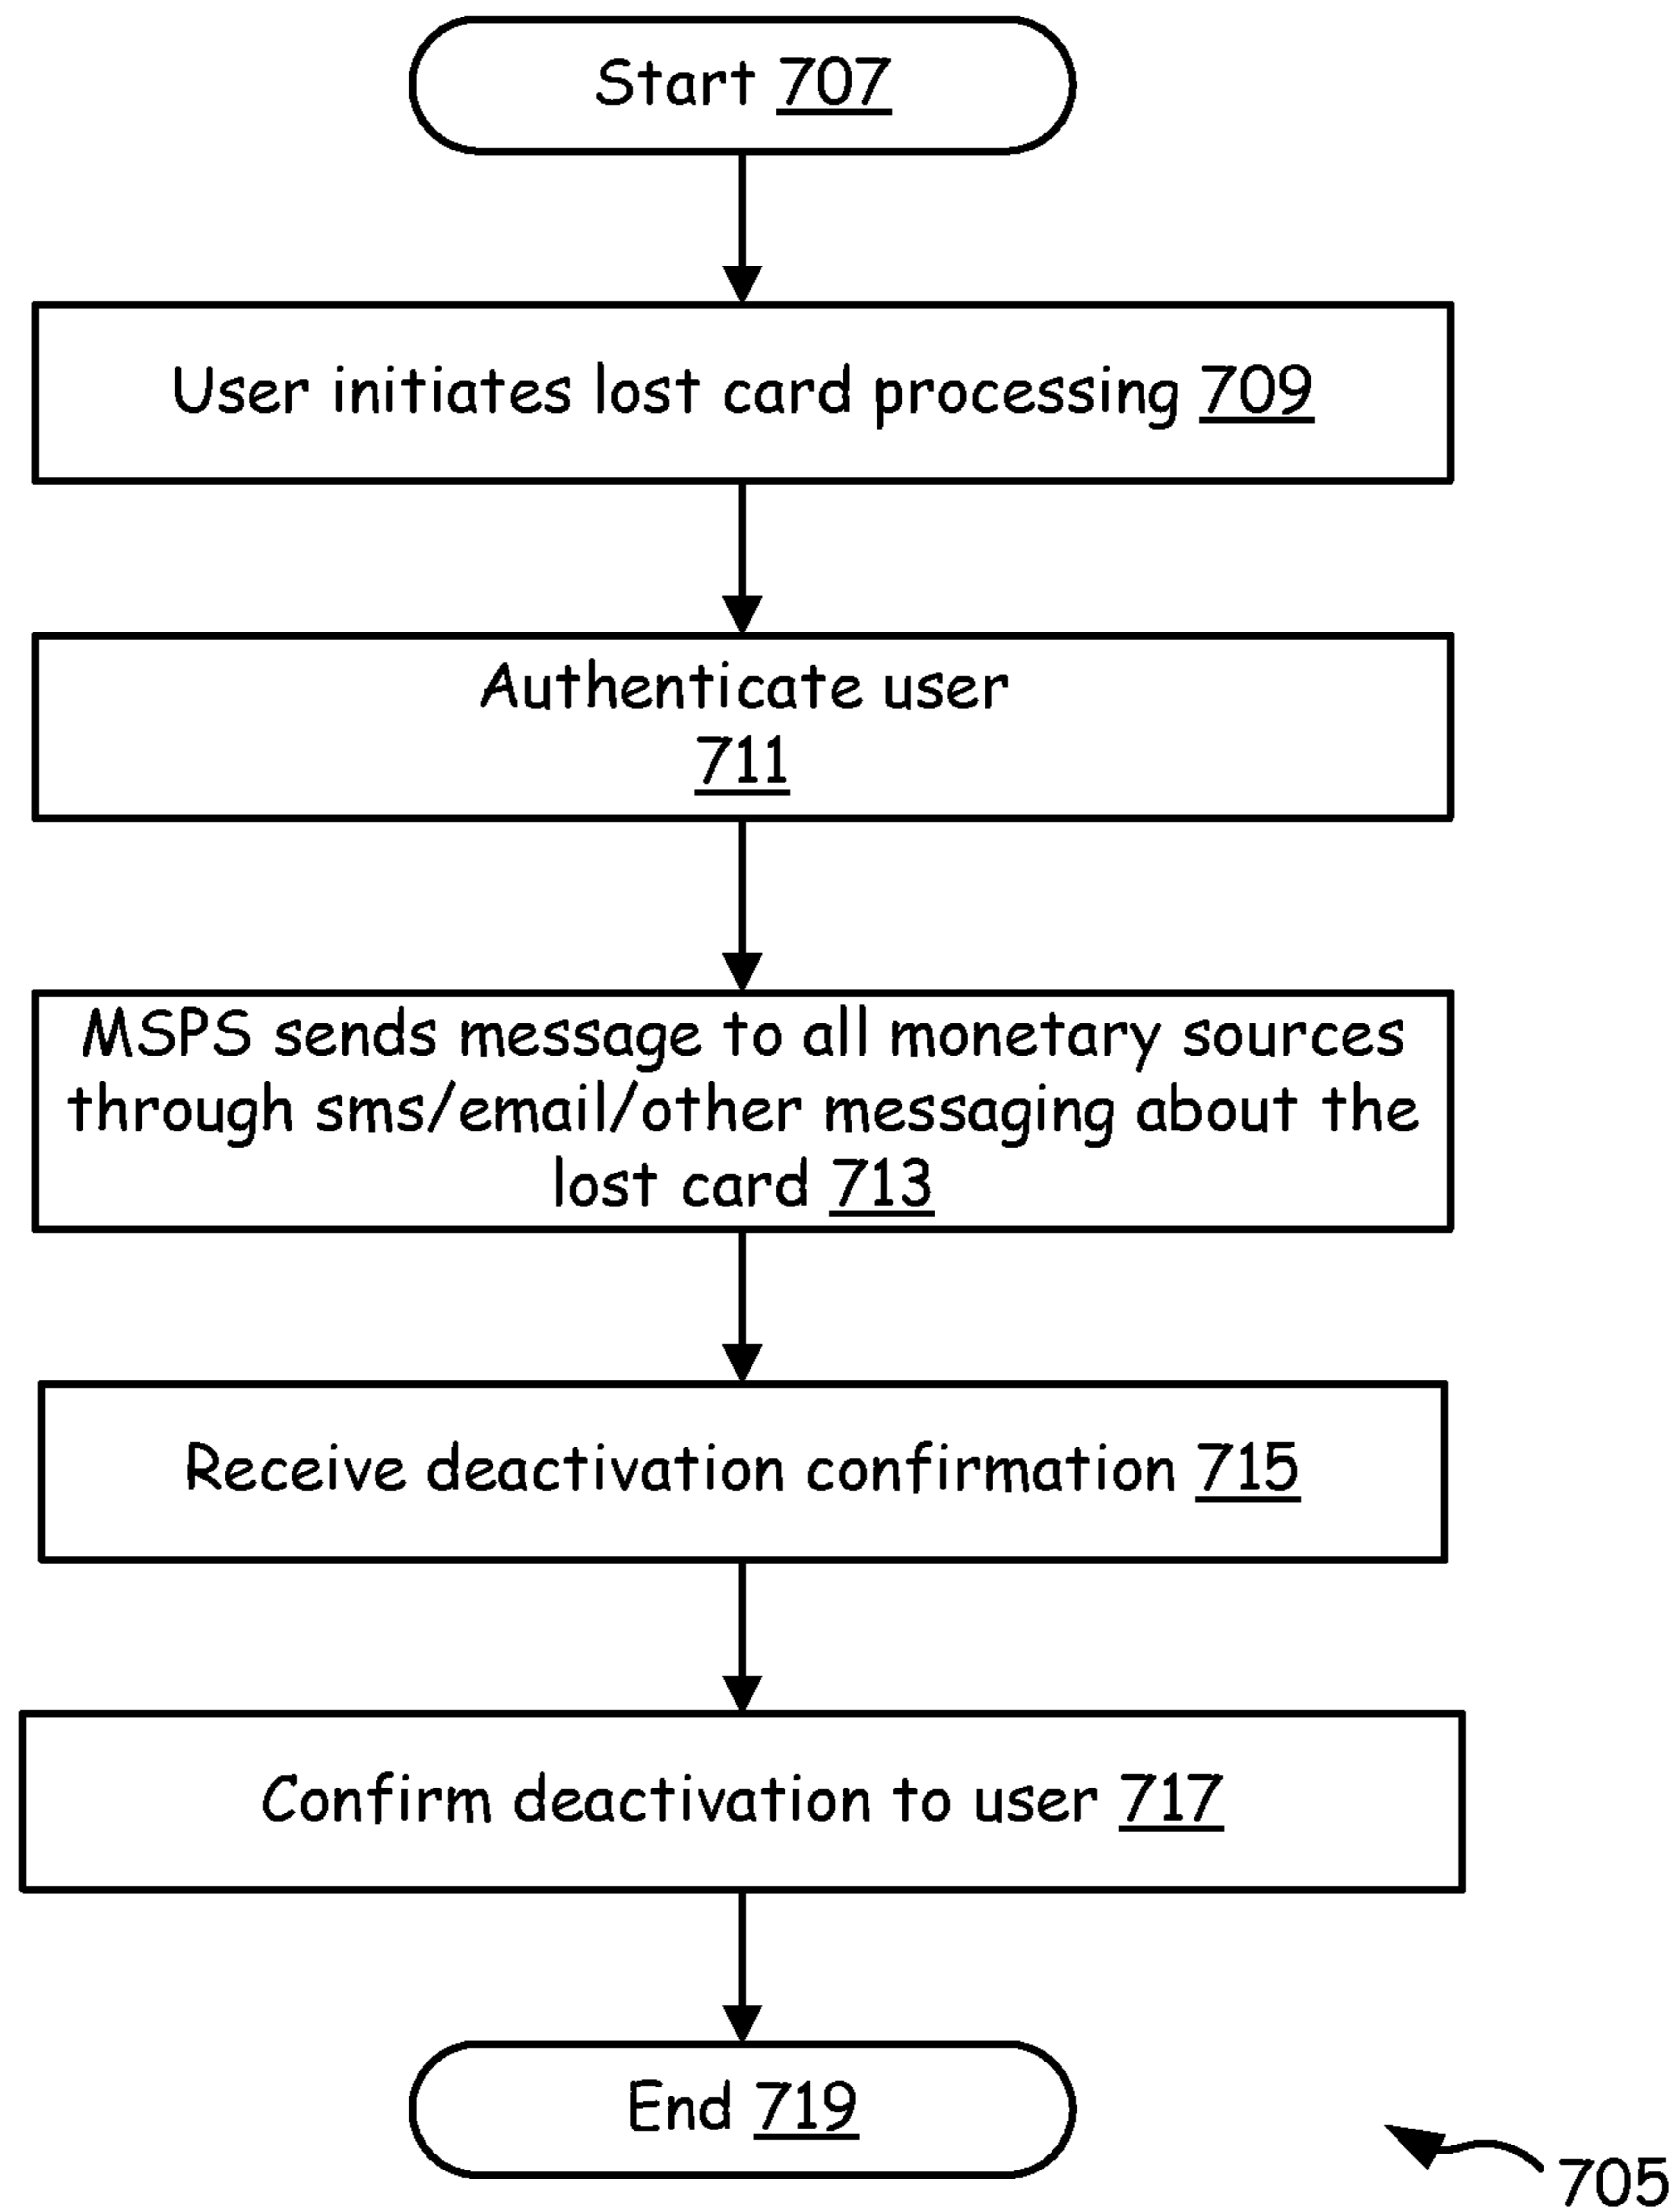 Start 707
User initiates lost card processing 709
Authenticate user
711
MSPS sends message to all monetary sources
through sms/email/other messaging about the
lost card 713
Receive deactivation confirmation 715
Confirm deactivation to user 717
End 719
705